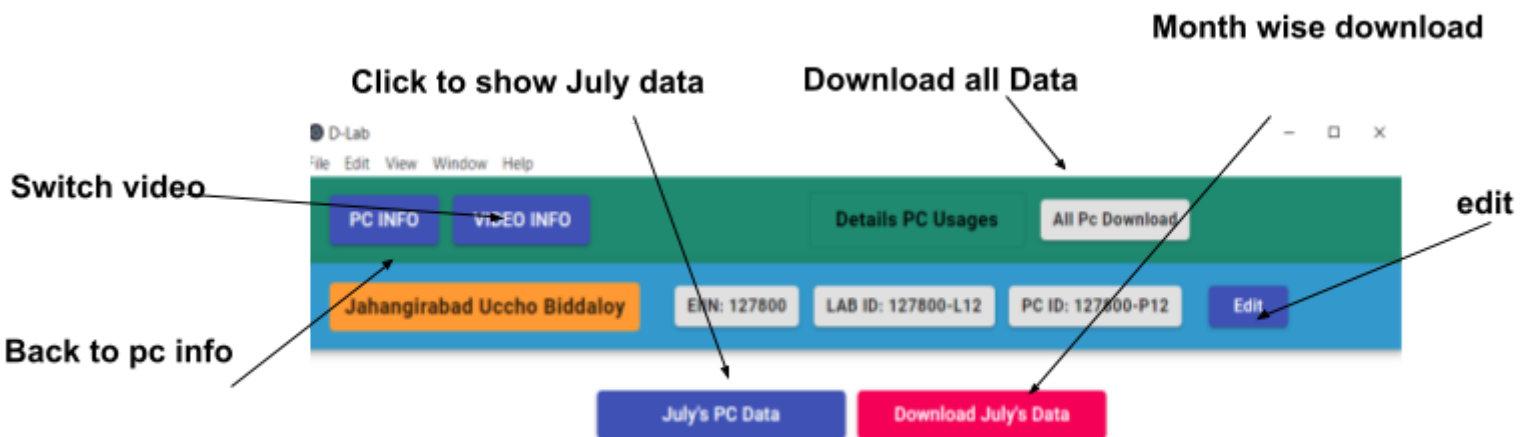 Month wise download
Click to show July data
Download all Data
D-Lab
File Edit View Window Help
Switch video
PC INFO
VIDEO INFO
Details PC Usages
All Pc Download
edit
Jahangirabad Uccho Biddaloy
EIIN: 127800
LAB ID: 127800-L12
PC ID: 127800-P12
Edit
Back to pc info
July's PC Data
Download July's Data